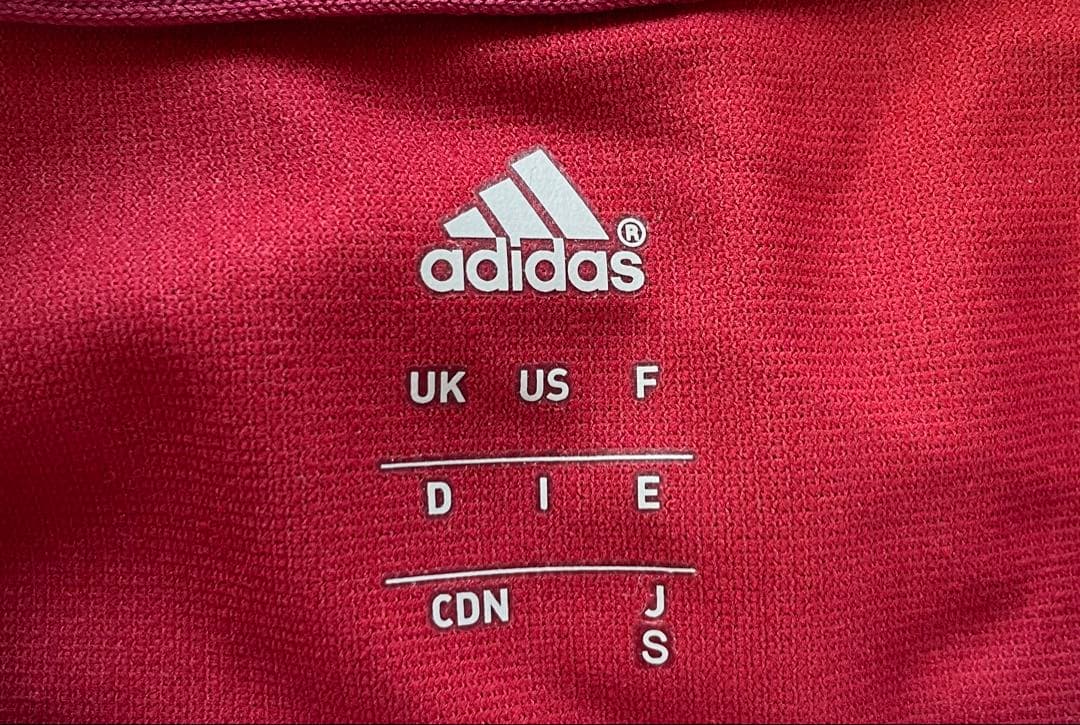 adidas®
UK US F
D I E
CDN J
S